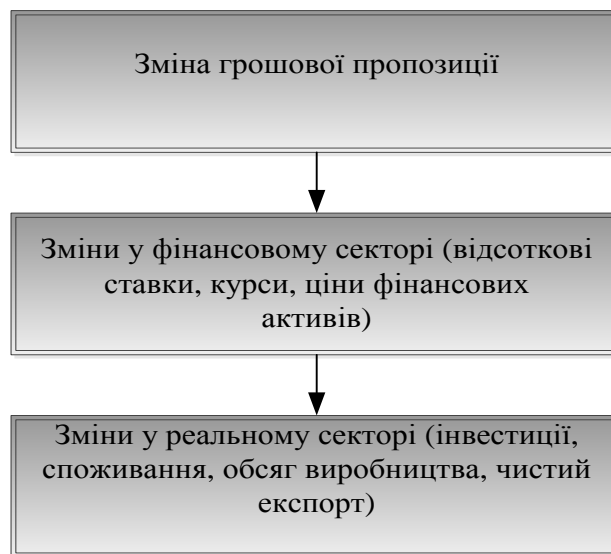 Зміна грошової пропозиції
Зміни у фінансовому секторі (відсоткові
ставки, курси, ціни фінансових
активів)
Зміни у реальному секторі (інвестиції,
споживання, обсяг виробництва, чистий
експорт)